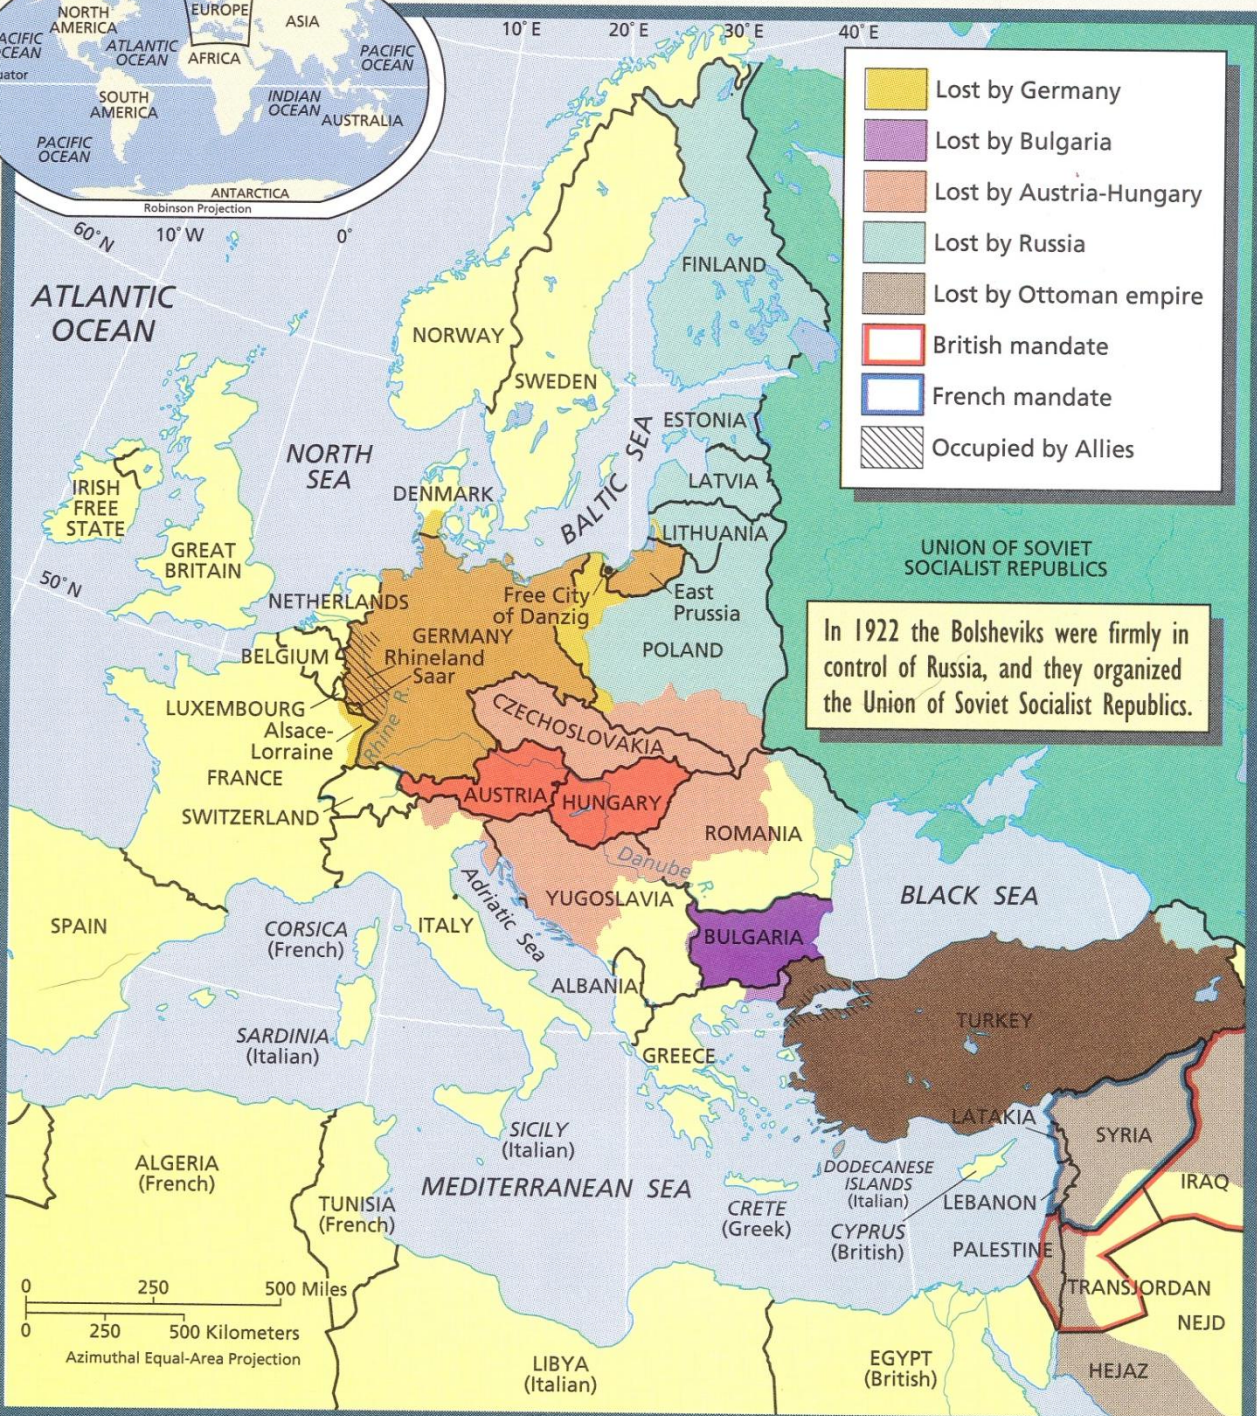 NORTH
AMERICA
EUROPE
ASIA
ATLANTIC
OCEAN
AFRICA
PACIFIC
OCEAN
SOUTH
AMERICA
INDIAN
OCEAN
AUSTRALIA
PACIFIC
OCEAN
ANTARCTICA
Robinson Projection
10°E
20°E
30°E
40°E
60°N
10°W
0°
50°N
Lost by Germany
Lost by Bulgaria
Lost by Austria-Hungary
Lost by Russia
Lost by Ottoman empire
British mandate
French mandate
Occupied by Allies
ATLANTIC
OCEAN
FINLAND
NORWAY
SWEDEN
ESTONIA
NORTH
SEA
BALTIC SEA
LATVIA
IRISH
FREE
STATE
DENMARK
LITHUANIA
GREAT
BRITAIN
UNION OF SOVIET
SOCIALIST REPUBLICS
NETHERLANDS
Free City
of Danzig
East
Prussia
GERMANY
BELGIUM
Rhineland
Saar
POLAND
In 1922 the Bolsheviks were firmly in
control of Russia, and they organized
the Union of Soviet Socialist Republics.
LUXEMBOURG
Alsace-
Lorraine
Rhine R.
CZECHOSLOVAKIA
FRANCE
SWITZERLAND
AUSTRIA
HUNGARY
ROMANIA
Danube R.
YUGOSLAVIA
BLACK SEA
SPAIN
CORSICA
(French)
ITALY
Adriatic Sea
BULGARIA
ALBANIA
SARDINIA
(Italian)
GREECE
TURKEY
LATAKIA
SYRIA
SICILY
(Italian)
ALGERIA
(French)
MEDITERRANEAN SEA
DODECANESE
ISLANDS
(Italian)
IRAQ
TUNISIA
(French)
CRETE
(Greek)
CYPRUS
(British)
LEBANON
PALESTINE
TRANSJORDAN
NEJD
0 250 500 Miles
0 250 500 Kilometers
Azimuthal Equal-Area Projection
LIBYA
(Italian)
EGYPT
(British)
HEJAZ